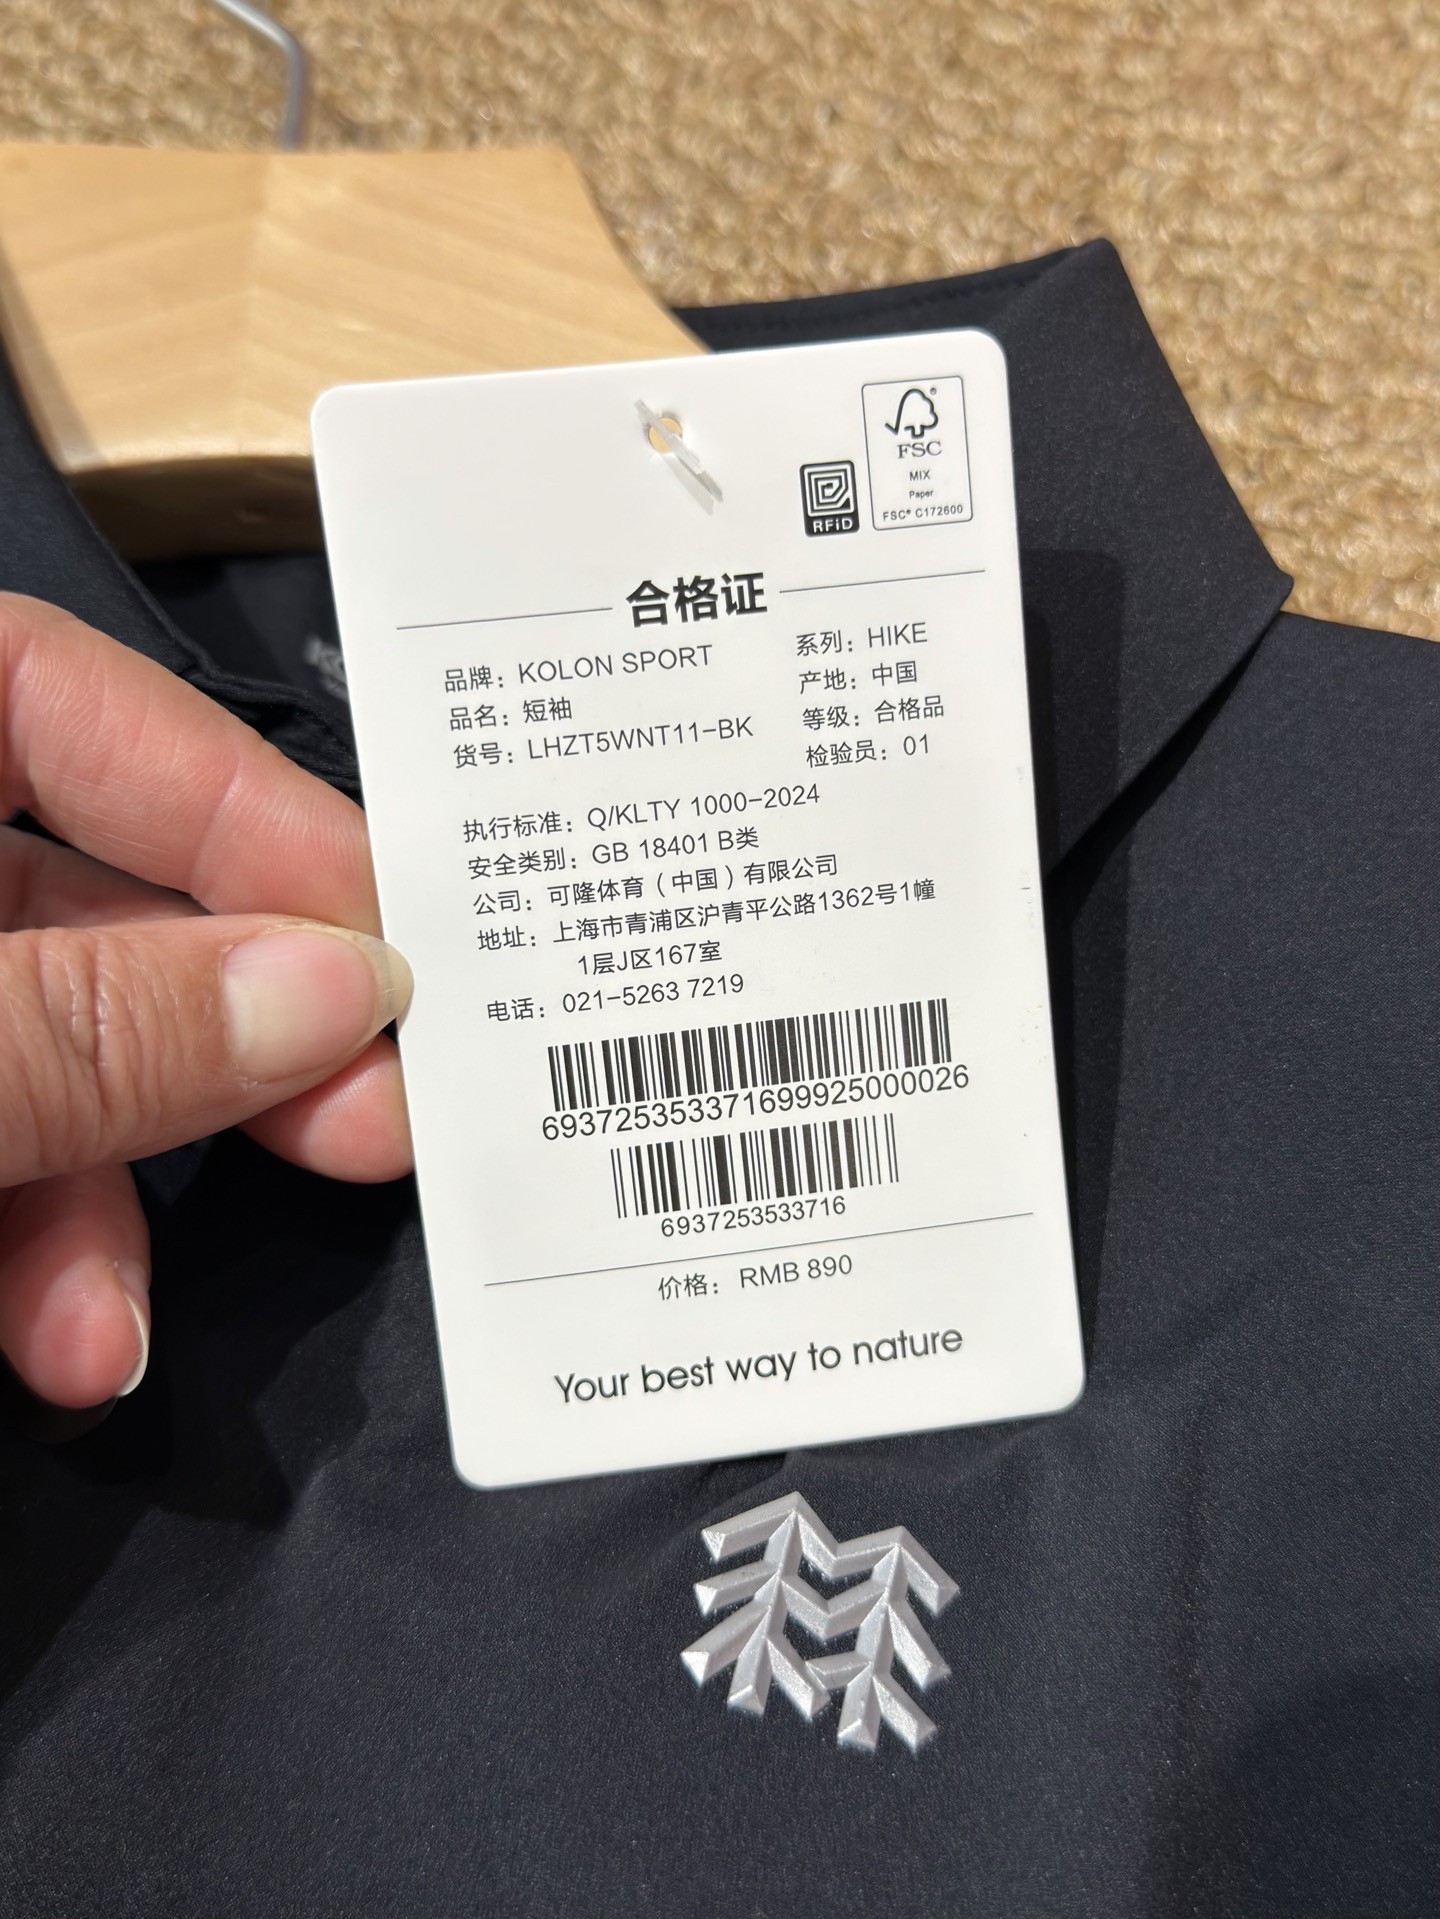 FSC
MIX
Paper
FSC® C172600
RFiD
合格证
品牌：KOLON SPORT
系列：HIKE
品名：短袖
产地：中国
货号：LHZT5WNT11-BK
等级：合格品
检验员：01
执行标准：Q/KLTY 1000-2024
安全类别：GB 18401 B类
公司：可隆体育（中国）有限公司
地址：上海市青浦区沪青平公路1362号1幢
1层J区167室
电话：021-5263 7219
693725353371699925000026
6937253533716
价格：RMB 890
Your best way to nature